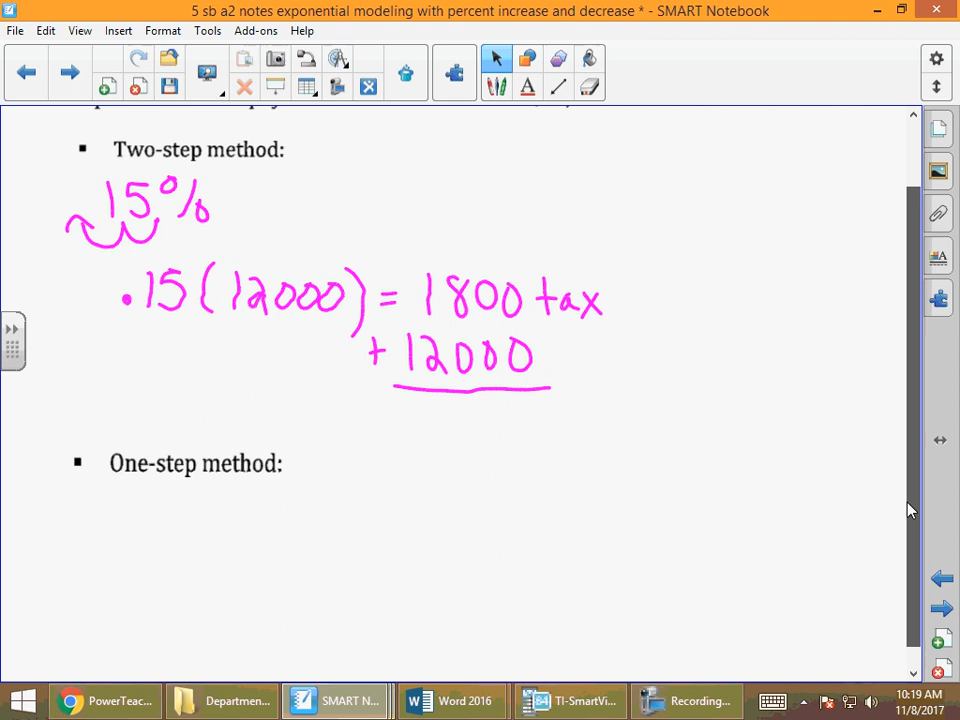 5 sb a2 notes exponential modeling with percent increase and decrease * - SMART Notebook
File Edit View Insert Format Tools Add-ons Help
▪ Two-step method:
15%
.15(12000) = 1800 tax
+ 12000
▪ One-step method:
PowerTeac... Departmen... SMART N... Word 2016 TI-SmartVi... Recording...
10:19 AM
11/8/2017